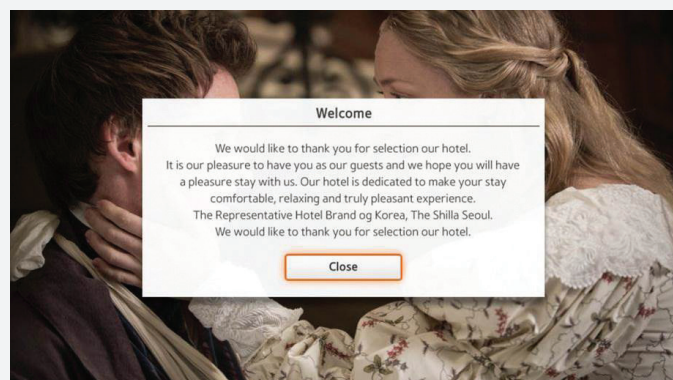 Welcome
We would like to thank you for selection our hotel.
It is our pleasure to have you as our guests and we hope you will have
a pleasure stay with us. Our hotel is dedicated to make your stay
comfortable, relaxing and truly pleasant experience.
The Representative Hotel Brand og Korea, The Shilla Seoul.
We would like to thank you for selection our hotel.
Close